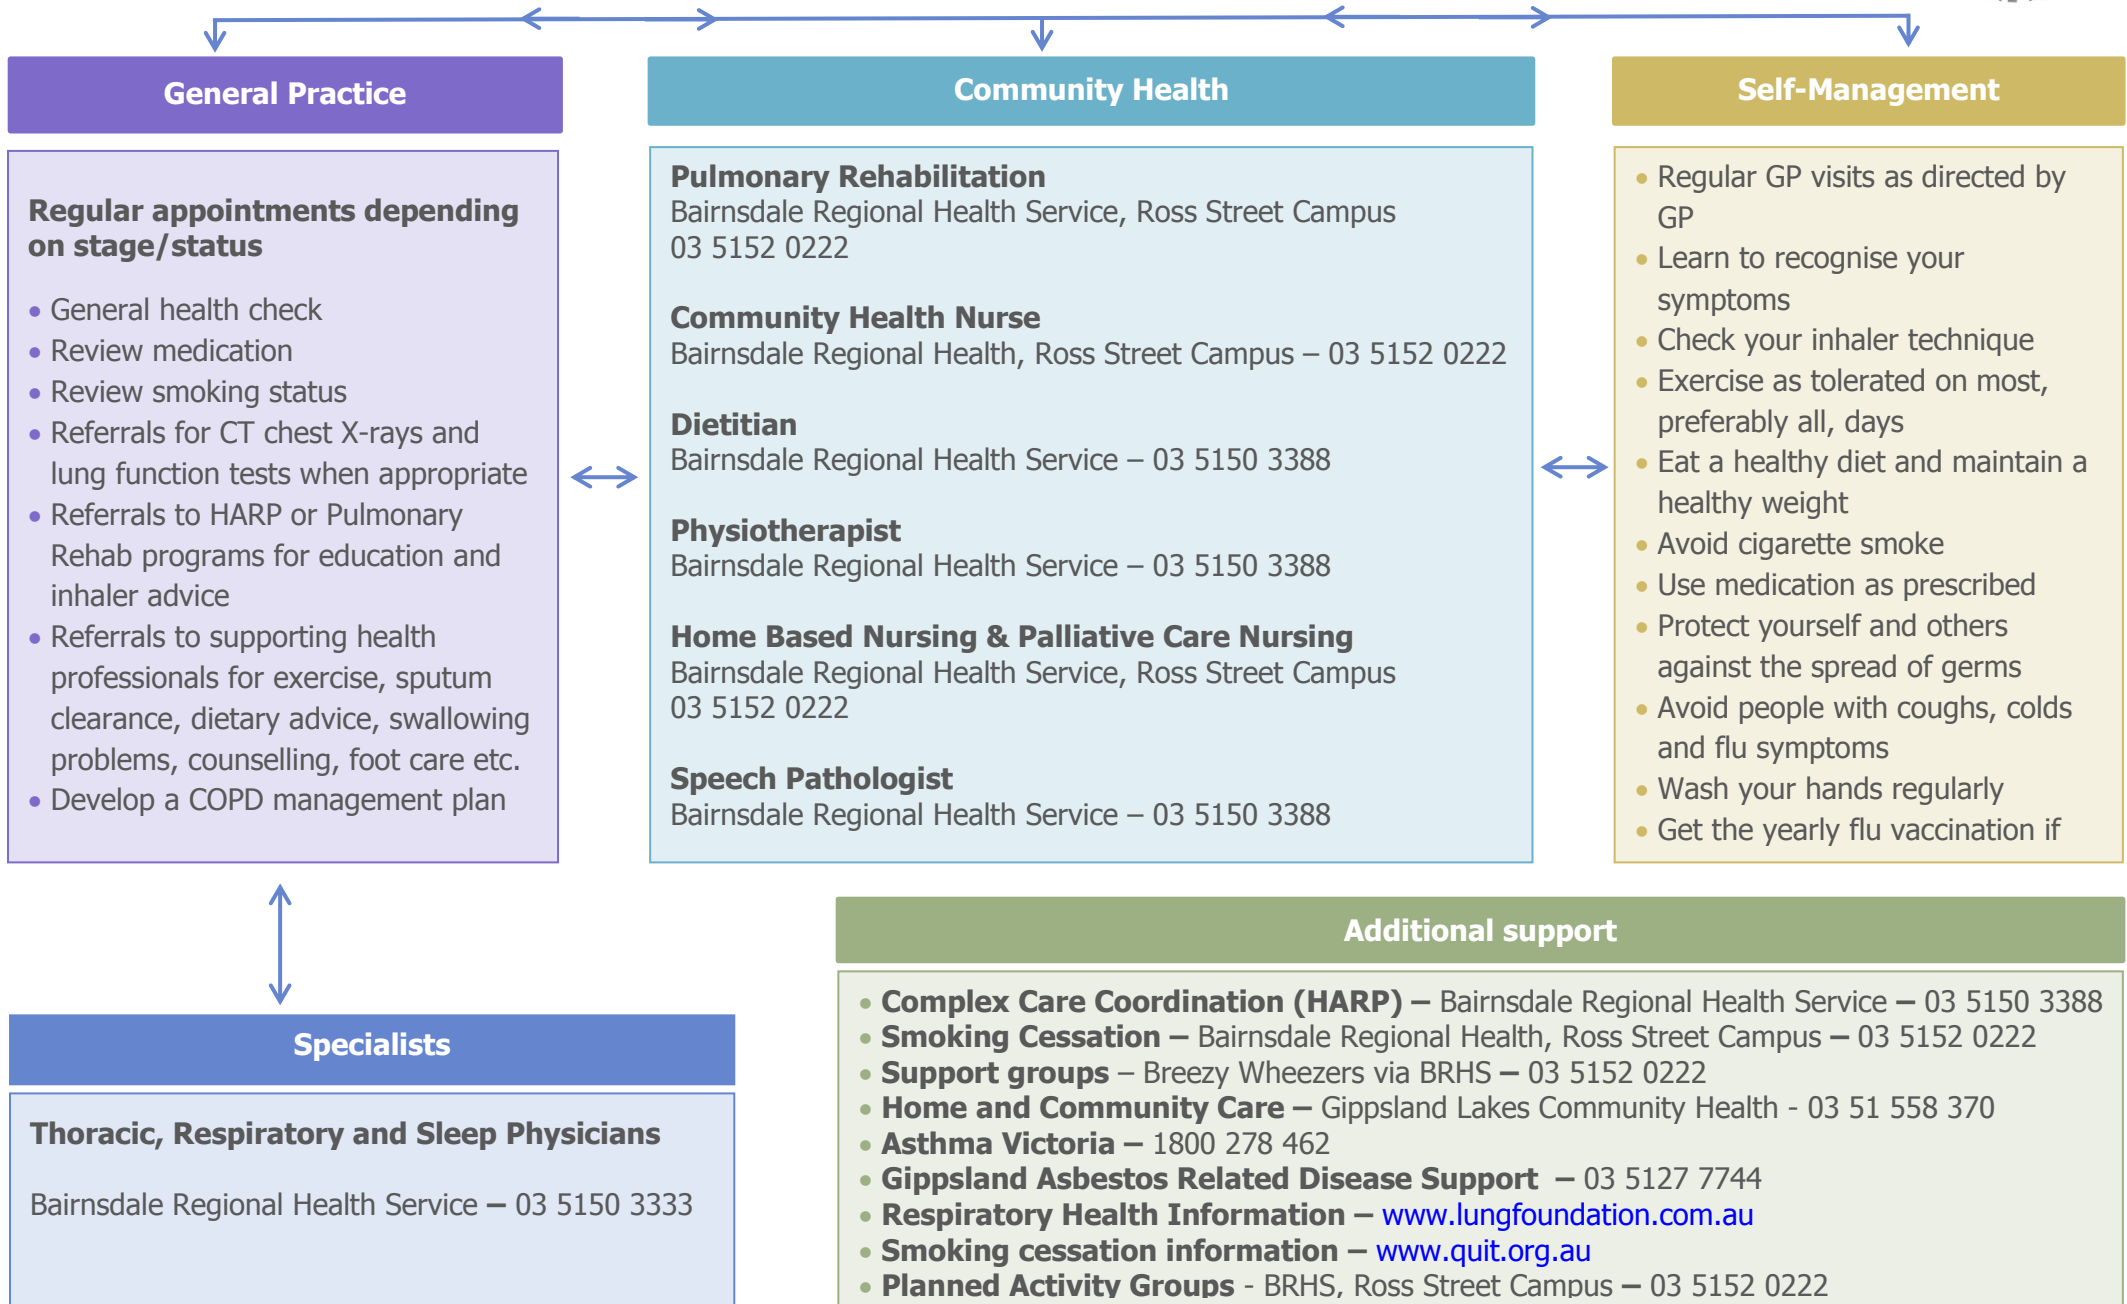 General Practice
Regular appointments depending
on stage/status
• General health check
• Review medication
• Review smoking status
• Referrals for CT chest X-rays and
lung function tests when appropriate
• Referrals to HARP or Pulmonary
Rehab programs for education and
inhaler advice
• Referrals to supporting health
professionals for exercise, sputum
clearance, dietary advice, swallowing
problems, counselling, foot care etc.
• Develop a COPD management plan
Community Health
Pulmonary Rehabilitation
Bairnsdale Regional Health Service, Ross Street Campus
03 5152 0222
Community Health Nurse
Bairnsdale Regional Health, Ross Street Campus – 03 5152 0222
Dietitian
Bairnsdale Regional Health Service – 03 5150 3388
Physiotherapist
Bairnsdale Regional Health Service – 03 5150 3388
Home Based Nursing & Palliative Care Nursing
Bairnsdale Regional Health Service, Ross Street Campus
03 5152 0222
Speech Pathologist
Bairnsdale Regional Health Service – 03 5150 3388
Self-Management
• Regular GP visits as directed by
GP
• Learn to recognise your
symptoms
• Check your inhaler technique
• Exercise as tolerated on most,
preferably all, days
• Eat a healthy diet and maintain a
healthy weight
• Avoid cigarette smoke
• Use medication as prescribed
• Protect yourself and others
against the spread of germs
• Avoid people with coughs, colds
and flu symptoms
• Wash your hands regularly
• Get the yearly flu vaccination if
Specialists
Thoracic, Respiratory and Sleep Physicians
Bairnsdale Regional Health Service – 03 5150 3333
Additional support
• Complex Care Coordination (HARP) – Bairnsdale Regional Health Service – 03 5150 3388
• Smoking Cessation – Bairnsdale Regional Health, Ross Street Campus – 03 5152 0222
• Support groups – Breezy Wheezers via BRHS – 03 5152 0222
• Home and Community Care – Gippsland Lakes Community Health - 03 51 558 370
• Asthma Victoria – 1800 278 462
• Gippsland Asbestos Related Disease Support – 03 5127 7744
• Respiratory Health Information – www.lungfoundation.com.au
• Smoking cessation information – www.quit.org.au
• Planned Activity Groups - BRHS, Ross Street Campus – 03 5152 0222